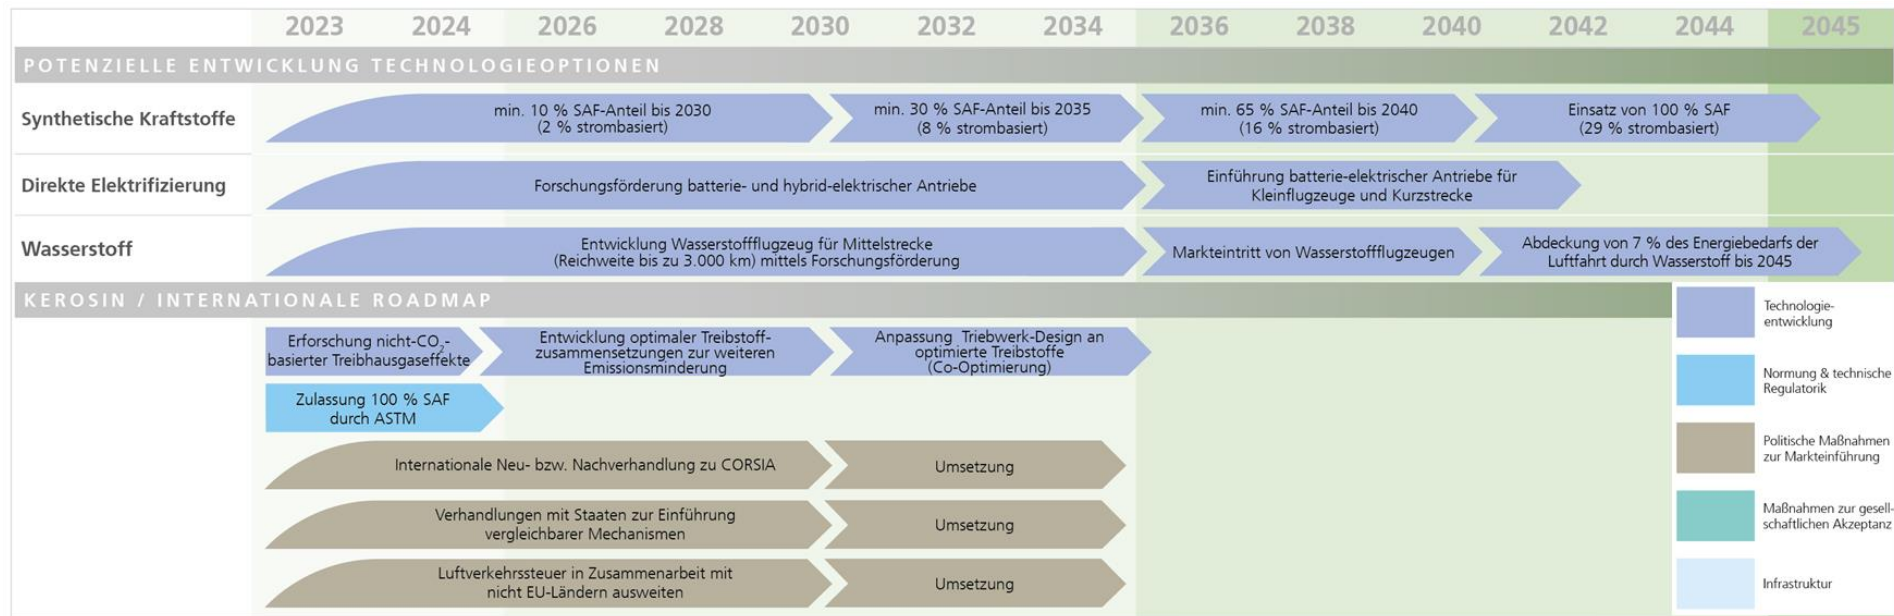 2023 2024 2026 2028 2030 2032 2034 2036 2038 2040 2042 2044 2045
POTENZIELLE ENTWICKLUNG TECHNOLOGIEOPTIONEN
Synthetische Kraftstoffe
min. 10 % SAF-Anteil bis 2030
(2 % strombasiert)
min. 30 % SAF-Anteil bis 2035
(8 % strombasiert)
min. 65 % SAF-Anteil bis 2040
(16 % strombasiert)
Einsatz von 100 % SAF
(29 % strombasiert)
Direkte Elektrifizierung
Forschungsförderung batterie- und hybrid-elektrischer Antriebe
Einführung batterie-elektrischer Antriebe für
Kleinflugzeuge und Kurzstrecke
Wasserstoff
Entwicklung Wasserstoffflugzeug für Mittelstrecke
(Reichweite bis zu 3.000 km) mittels Forschungsförderung
Markteintritt von Wasserstoffflugzeugen
Abdeckung von 7 % des Energiebedarfs der
Luftfahrt durch Wasserstoff bis 2045
KEROSIN / INTERNATIONALE ROADMAP
Erforschung nicht-CO2-
basierter Treibhausgaseffekte
Entwicklung optimaler Treibstoff-
zusammensetzungen zur weiteren
Emissionsminderung
Anpassung Triebwerk-Design an
optimierte Treibstoffe
(Co-Optimierung)
Zulassung 100 % SAF
durch ASTM
Internationale Neu- bzw. Nachverhandlung zu CORSIA
Umsetzung
Verhandlungen mit Staaten zur Einführung
vergleichbarer Mechanismen
Umsetzung
Luftverkehrssteuer in Zusammenarbeit mit
nicht EU-Ländern ausweiten
Umsetzung
Technologie-
entwicklung
Normung & technische
Regulatorik
Politische Maßnahmen
zur Markteinführung
Maßnahmen zur gesell-
schaftlichen Akzeptanz
Infrastruktur